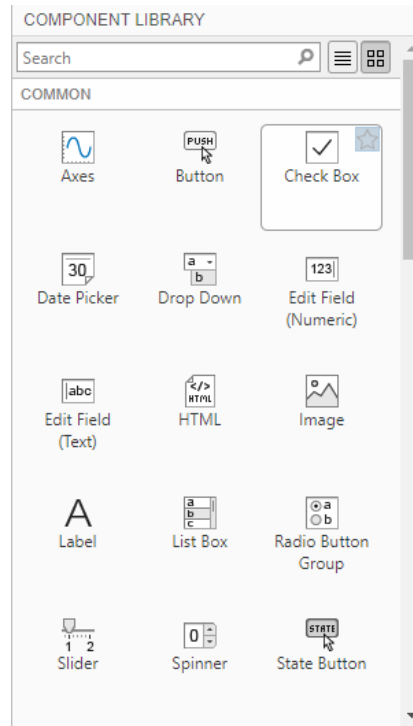 COMPONENT LIBRARY
Search
COMMON
PUSH
Axes
Button
Check Box
30
a
b
123
Date Picker
Drop Down
Edit Field
(Numeric)
abc
</>
HTML
Edit Field
(Text)
HTML
Image
A
a
b
c
a
b
Label
List Box
Radio Button
Group
1 2
0
STATE
Slider
Spinner
State Button